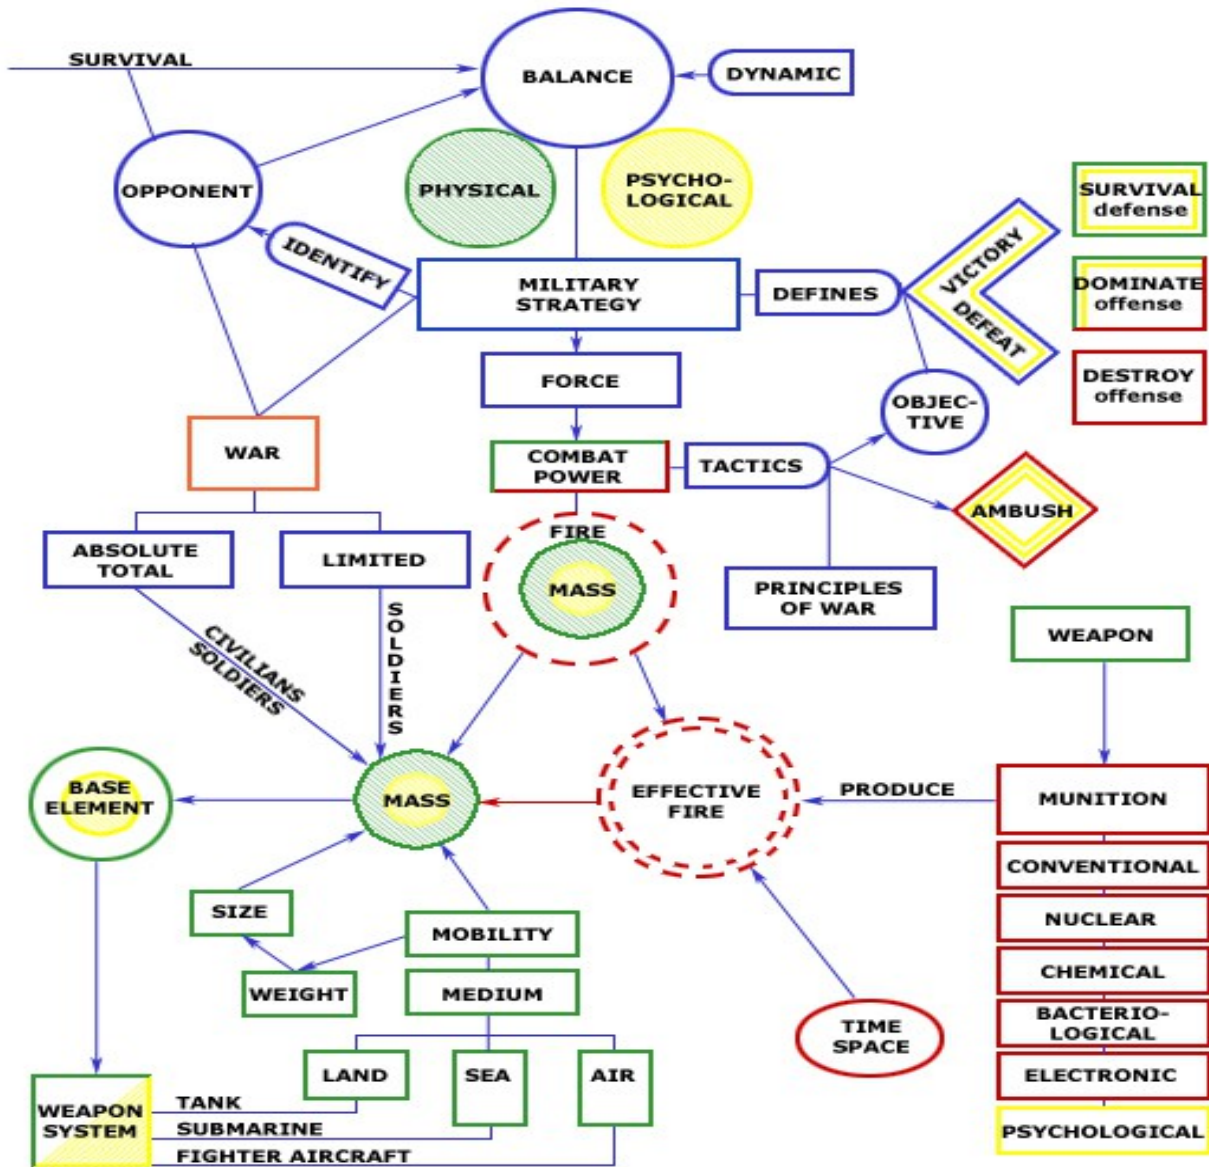 SURVIVAL
BALANCE
DYNAMIC
OPPONENT
PHYSICAL
PSYCHO-
LOGICAL
SURVIVAL
defense
IDENTIFY
MILITARY
STRATEGY
DEFINES
VICTORY
DEFEAT
DOMINATE
offense
FORCE
DESTROY
offense
OBJEC-
TIVE
WAR
COMBAT
POWER
TACTICS
AMBUSH
ABSOLUTE
TOTAL
LIMITED
FIRE
MASS
PRINCIPLES
OF WAR
WEAPON
CIVILIANS
SOLDIERS
SOLDIERS
BASE
ELEMENT
MASS
EFFECTIVE
FIRE
PRODUCE
MUNITION
CONVENTIONAL
SIZE
MOBILITY
NUCLEAR
WEIGHT
MEDIUM
CHEMICAL
TIME
SPACE
BACTERIO-
LOGICAL
LAND
SEA
AIR
ELECTRONIC
WEAPON
SYSTEM
TANK
SUBMARINE
FIGHTER AIRCRAFT
PSYCHOLOGICAL